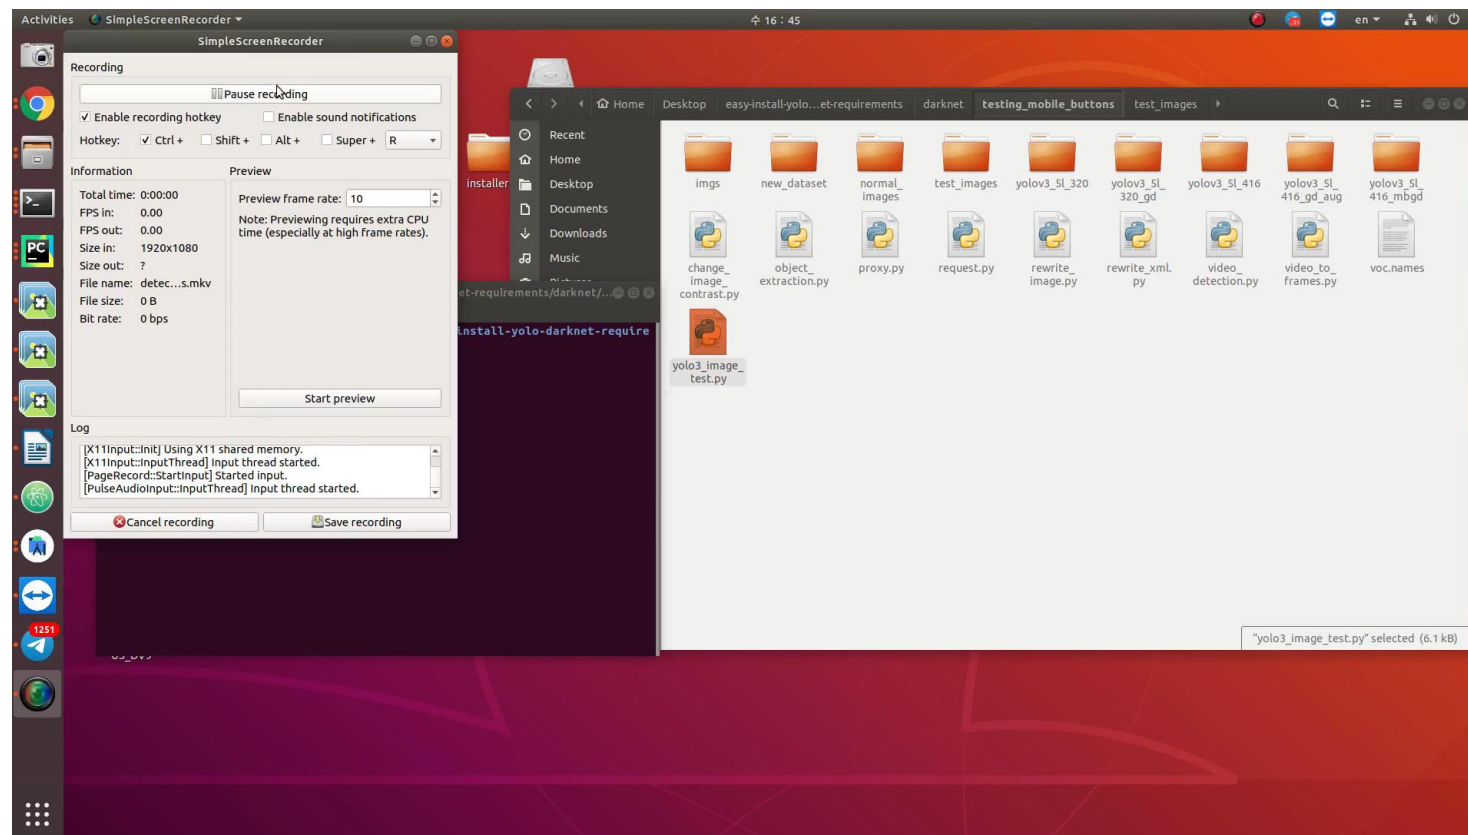 Activities SimpleScreenRecorder 수 16 : 45 en
SimpleScreenRecorder
Recording
Pause recording
Enable recording hotkey Enable sound notifications
Hotkey: Ctrl + Shift + Alt + Super + R
Information
Total time: 0:00:00
FPS in: 0.00
FPS out: 0.00
Size in: 1920x1080
Size out: ?
File name: detec...s.mkv
File size: 0 B
Bit rate: 0 bps
Preview
Preview frame rate: 10
Note: Previewing requires extra CPU
time (especially at high frame rates).
Start preview
Log
[X11Input::Init] Using X11 shared memory.
[X11Input::InputThread] Input thread started.
[PageRecord::StartInput] Started input.
[PulseAudioInput::InputThread] Input thread started.
Cancel recording Save recording
1251
installer
et-requirements/darknet/...
install-yolo-darknet-require
Home Desktop easy-install-yolo...et-requirements darknet testing_mobile_buttons test_images
Recent
Home
Desktop
Documents
Downloads
Music
imgs
new_dataset
normal_
images
test_images
yolov3_5l_320
yolov3_5l_
320_gd
yolov3_5l_416
yolov3_5l_
416_gd_aug
yolov3_5l_
416_mbgd
change_
image_
contrast.py
object_
extraction.py
proxy.py
request.py
rewrite_
image.py
rewrite_xml.
py
video_
detection.py
video_to_
frames.py
voc.names
yolo3_image_
test.py
"yolo3_image_test.py" selected (6.1 kB)